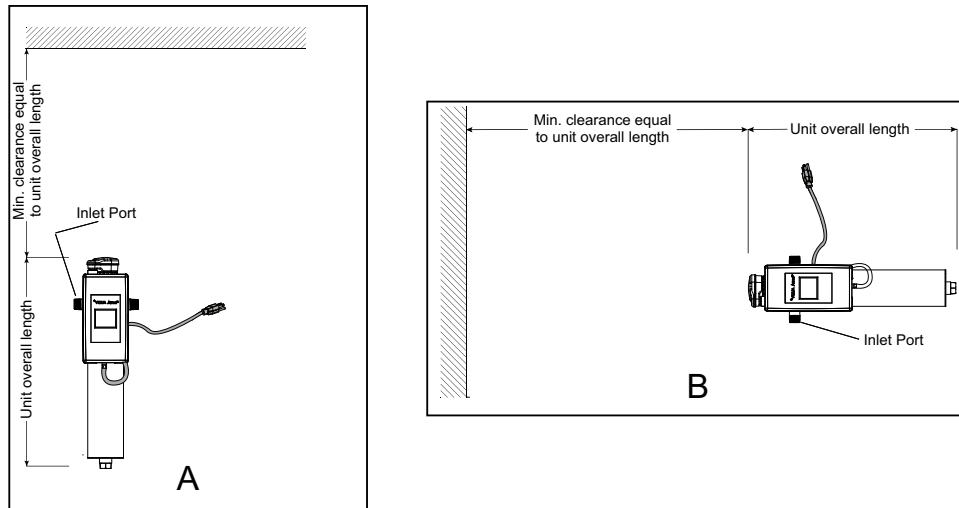 Min. clearance equal
to unit overall length
Inlet Port
Unit overall length
A
Min. clearance equal
to unit overall length
Unit overall length
Inlet Port
B